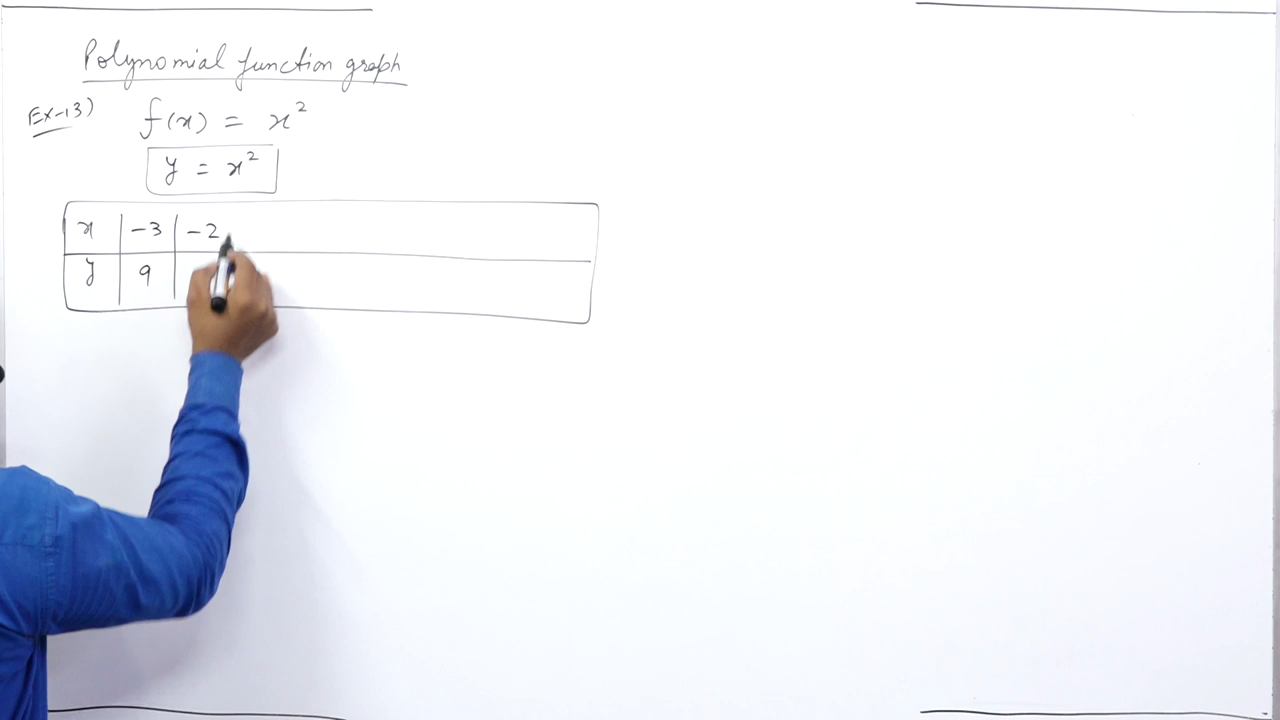 Polynomial function graph
Ex-13) f(x) = x²
y = x²
x -3 -2
y 9